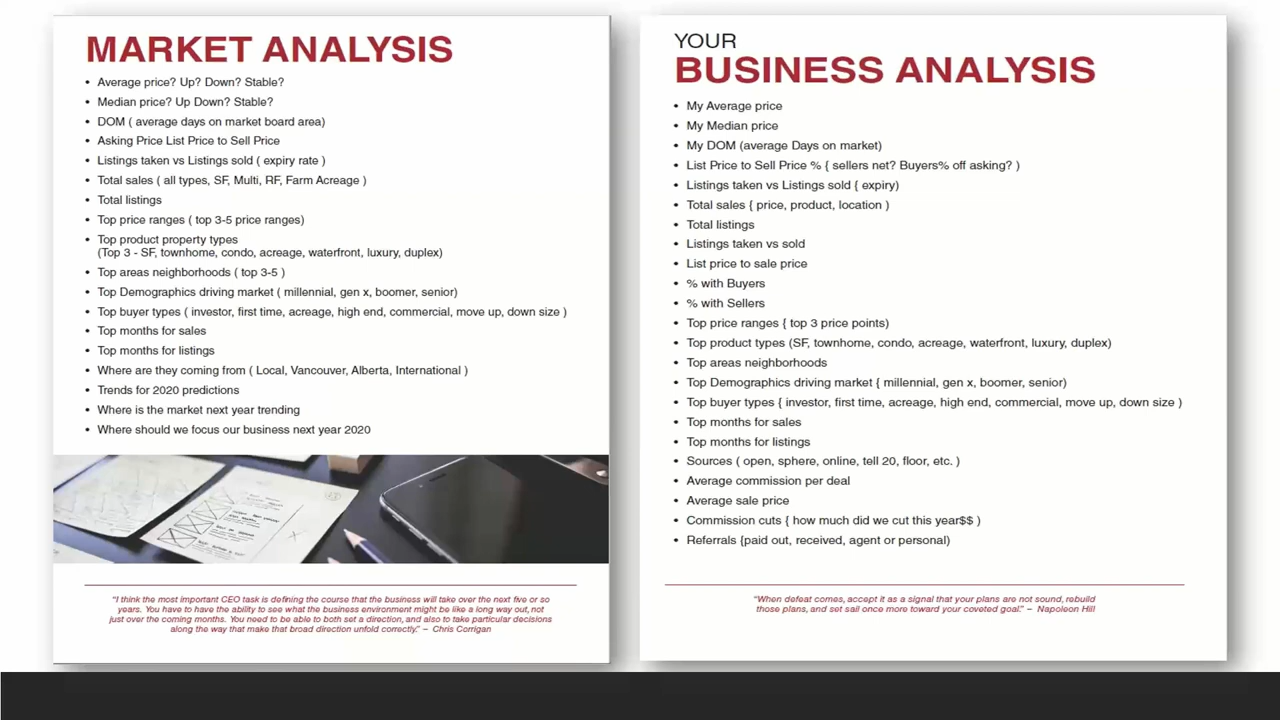 MARKET ANALYSIS
• Average price? Up? Down? Stable?
• Median price? Up Down? Stable?
• DOM ( average days on market board area)
• Asking Price List Price to Sell Price
• Listings taken vs Listings sold ( expiry rate )
• Total sales ( all types, SF, Multi, RF, Farm Acreage )
• Total listings
• Top price ranges ( top 3-5 price ranges)
• Top product property types
(Top 3 - SF, townhome, condo, acreage, waterfront, luxury, duplex)
• Top areas neighborhoods ( top 3-5 )
• Top Demographics driving market ( millennial, gen x, boomer, senior)
• Top buyer types ( investor, first time, acreage, high end, commercial, move up, down size )
• Top months for sales
• Top months for listings
• Where are they coming from ( Local, Vancouver, Alberta, International )
• Trends for 2020 predictions
• Where is the market next year trending
• Where should we focus our business next year 2020
"I think the most important CEO task is defining the course that the business will take over the next five or so
years. You have to have the ability to see what the business environment might be like a long way out, not
just over the coming months. You need to be able to both set a direction, and also to take particular decisions
along the way that make that broad direction unfold correctly." – Chris Corrigan
YOUR
BUSINESS ANALYSIS
• My Average price
• My Median price
• My DOM (average Days on market)
• List Price to Sell Price % { sellers net? Buyers% off asking? )
• Listings taken vs Listings sold { expiry)
• Total sales { price, product, location )
• Total listings
• Listings taken vs sold
• List price to sale price
• % with Buyers
• % with Sellers
• Top price ranges { top 3 price points)
• Top product types (SF, townhome, condo, acreage, waterfront, luxury, duplex)
• Top areas neighborhoods
• Top Demographics driving market { millennial, gen x, boomer, senior)
• Top buyer types { investor, first time, acreage, high end, commercial, move up, down size )
• Top months for sales
• Top months for listings
• Sources ( open, sphere, online, tell 20, floor, etc. )
• Average commission per deal
• Average sale price
• Commission cuts { how much did we cut this year$$ )
• Referrals {paid out, received, agent or personal)
"When defeat comes, accept it as a signal that your plans are not sound, rebuild
those plans, and set sail once more toward your coveted goal." – Napoleon Hill